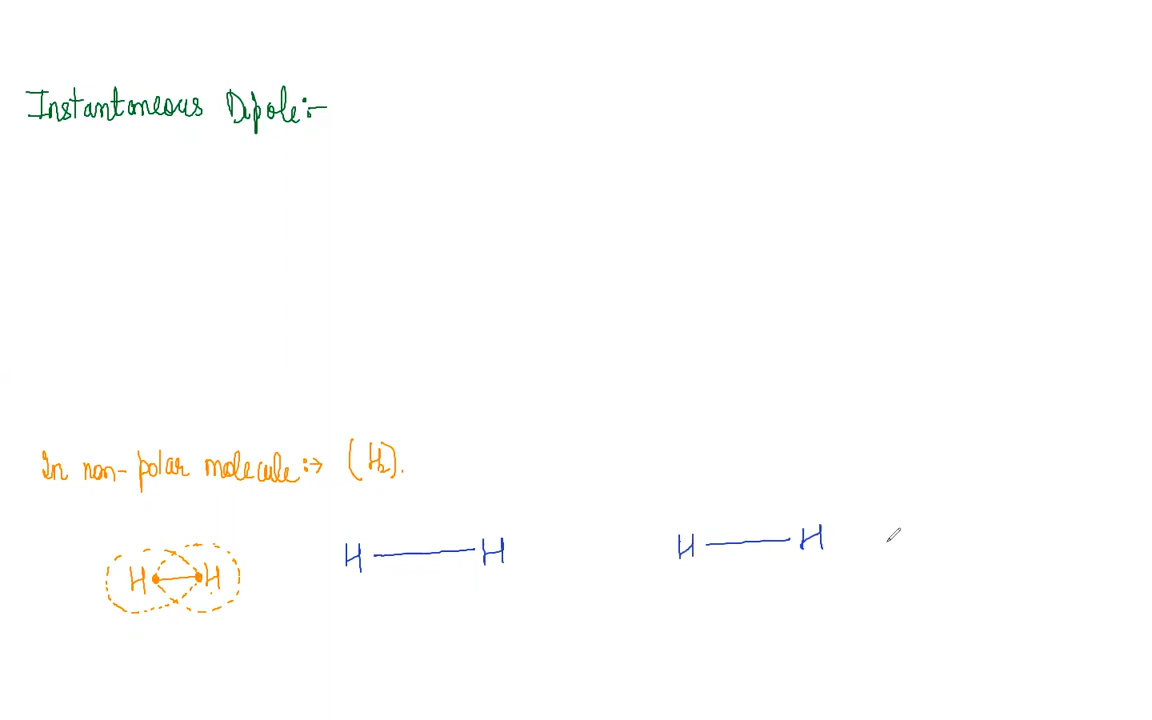 Instantaneous Dipole:-
In non-polar molecule:→ (H₂).
H H H — H H — H